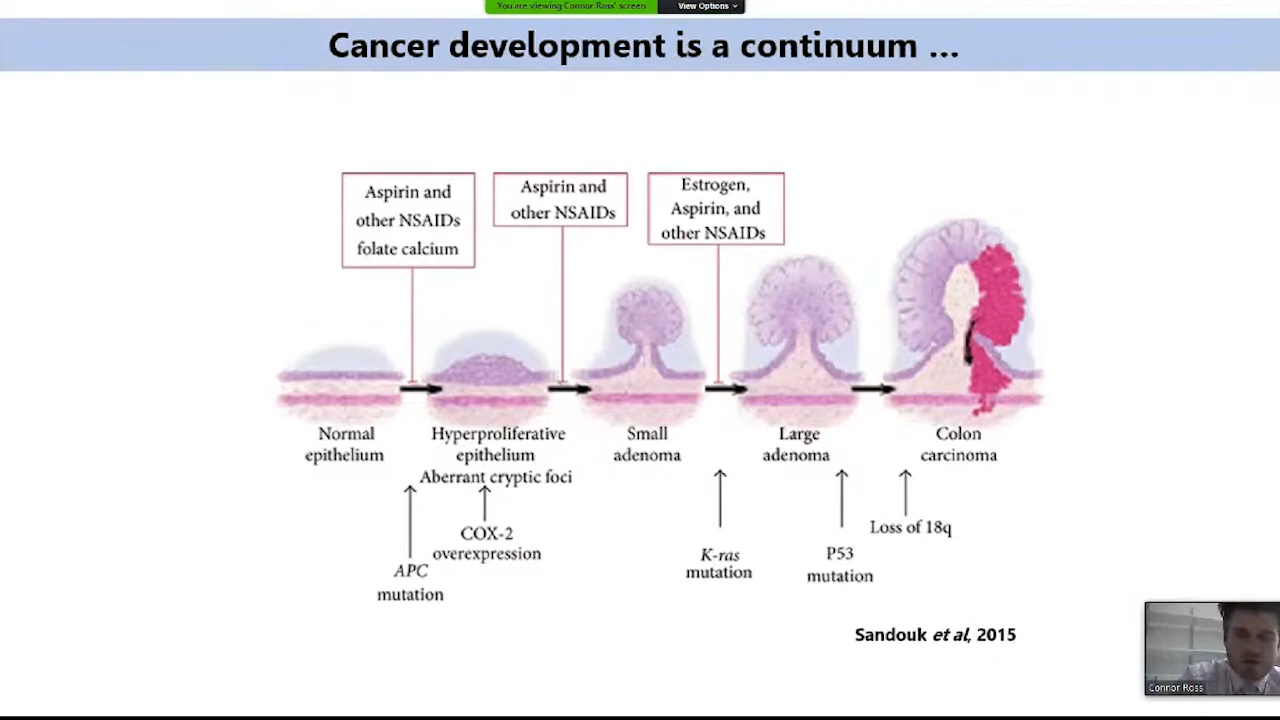 You are viewing Connor Ross' screen
View Options
Cancer development is a continuum ...
Aspirin and
other NSAIDs
folate calcium
Aspirin and
other NSAIDs
Estrogen,
Aspirin, and
other NSAIDs
Normal
epithelium
Hyperproliferative
epithelium
Aberrant cryptic foci
Small
adenoma
Large
adenoma
Colon
carcinoma
APC
mutation
COX-2
overexpression
K-ras
mutation
P53
mutation
Loss of 18q
Sandouk et al, 2015
Connor Ross